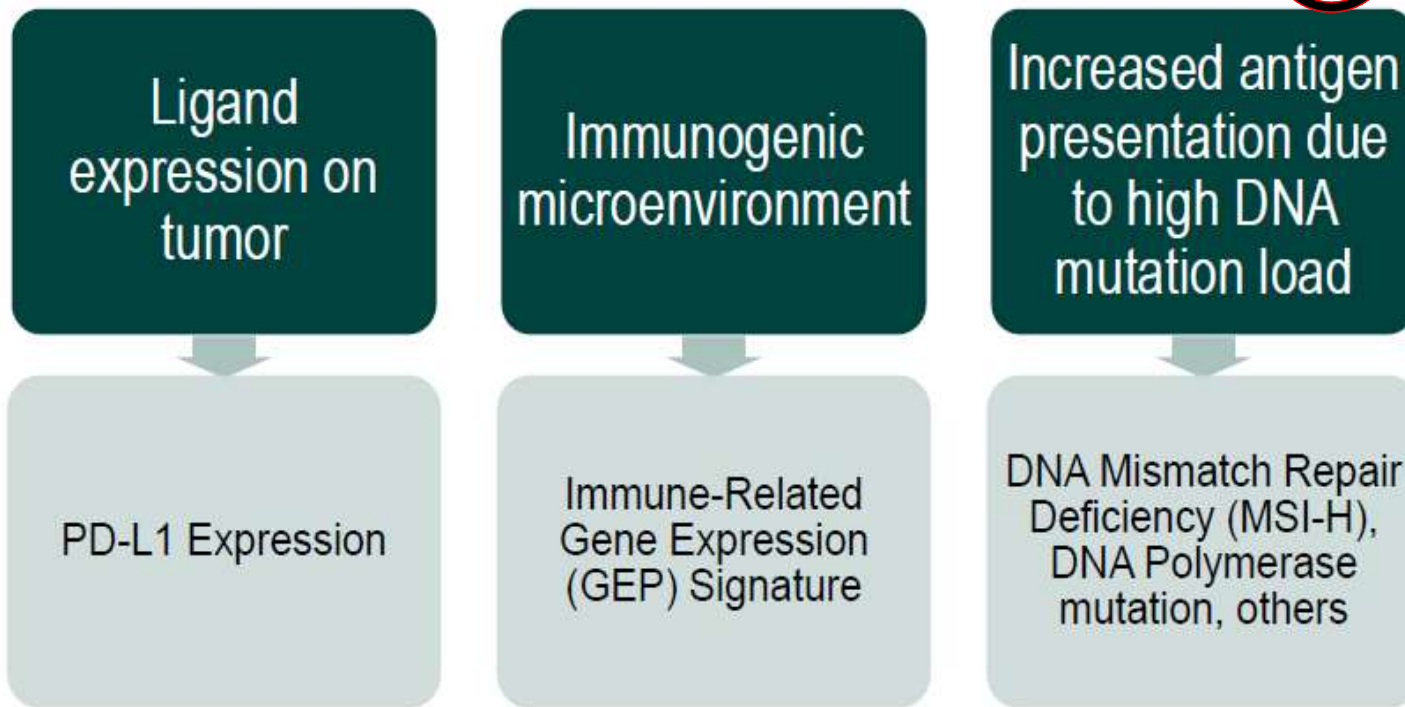 Ligand
expression on
tumor
Immunogenic
microenvironment
Increased antigen
presentation due
to high DNA
mutation load
PD-L1 Expression
Immune-Related
Gene Expression
(GEP) Signature
DNA Mismatch Repair
Deficiency (MSI-H),
DNA Polymerase
mutation, others